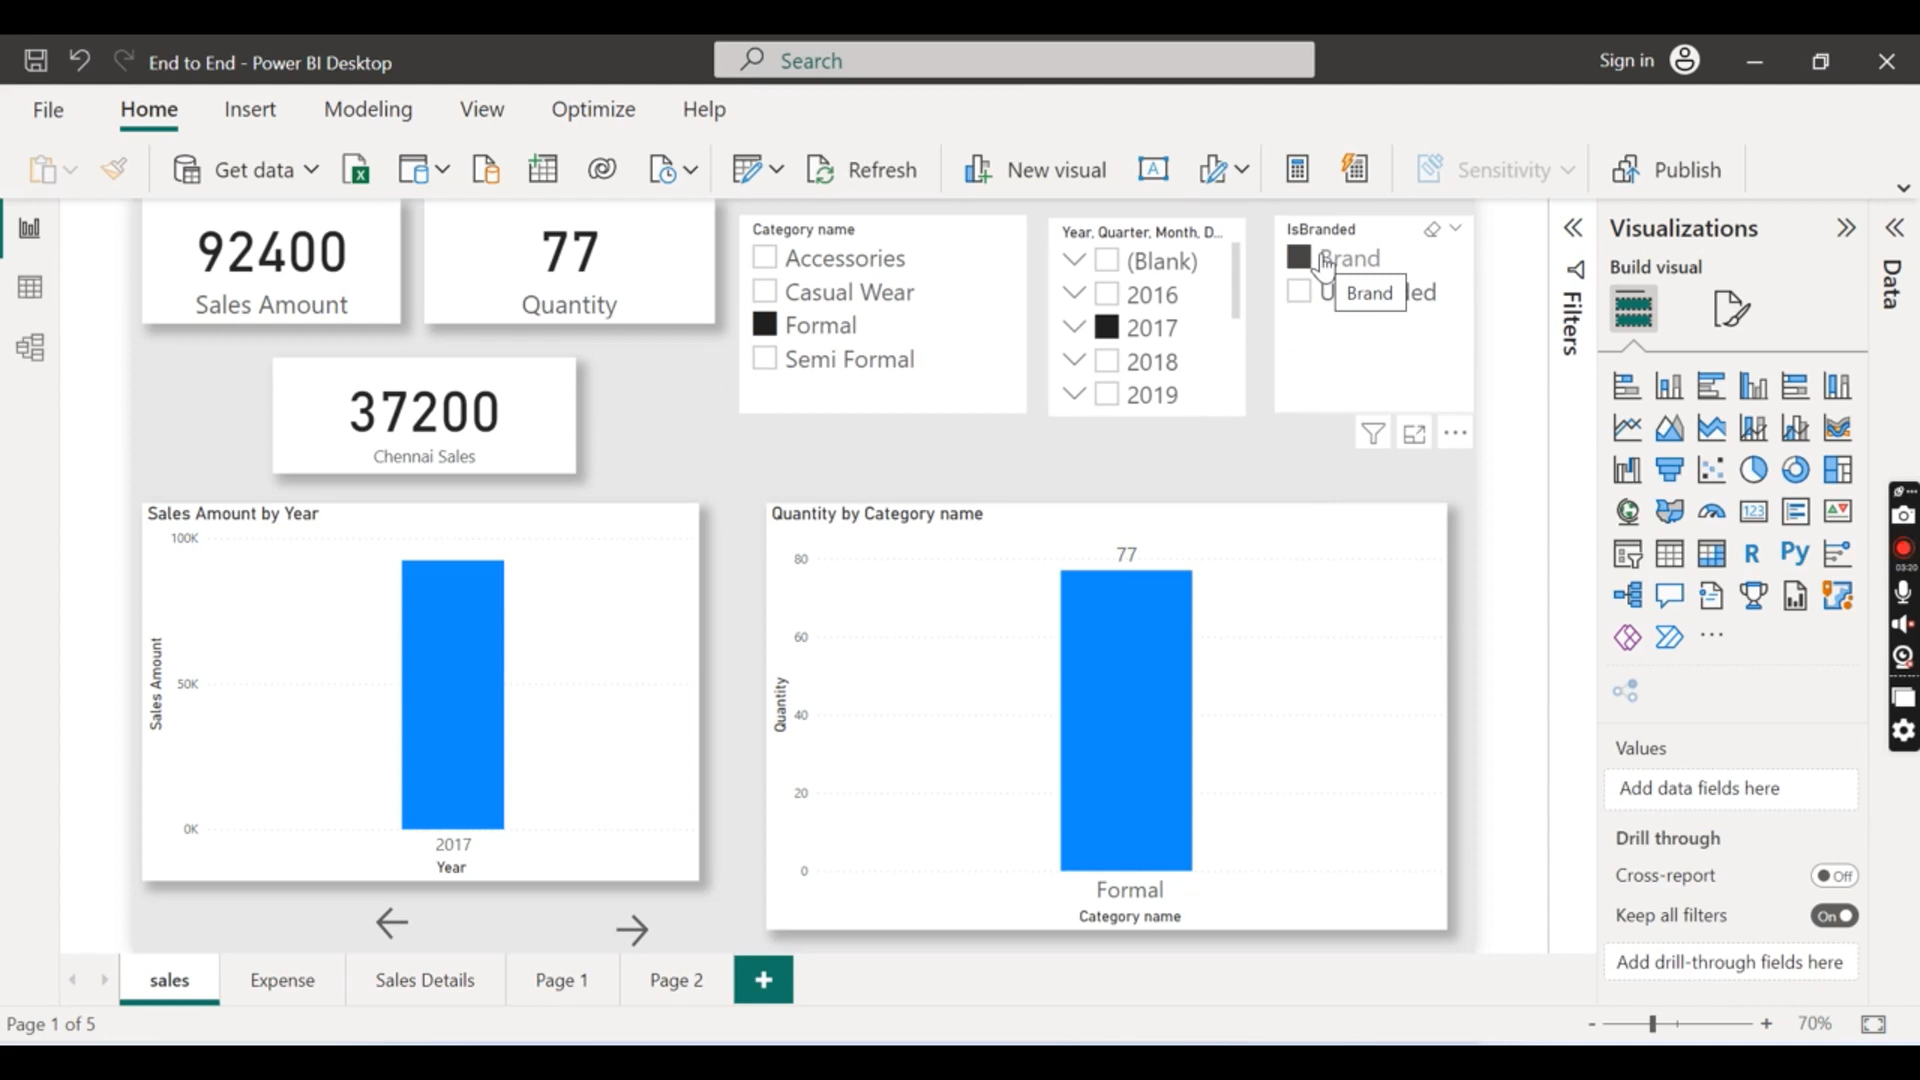 End to End - Power BI Desktop
Search
Sign in
File
Home
Insert
Modeling
View
Optimize
Help
Get data
Refresh
New visual
Sensitivity
Publish
92400
Sales Amount
77
Quantity
37200
Chennai Sales
Category name
Accessories
Casual Wear
Formal
Semi Formal
Year, Quarter, Month, D...
(Blank)
2016
2017
2018
2019
IsBranded
Brand
Brand
Filters
Visualizations
Build visual
Data
R
Py
123
Values
Add data fields here
Drill through
Cross-report
Off
Keep all filters
On
Add drill-through fields here
03:20
Sales Amount by Year
100K
50K
0K
Sales Amount
2017
Year
Quantity by Category name
77
80
60
40
20
0
Quantity
Formal
Category name
sales
Expense
Sales Details
Page 1
Page 2
Page 1 of 5
70%